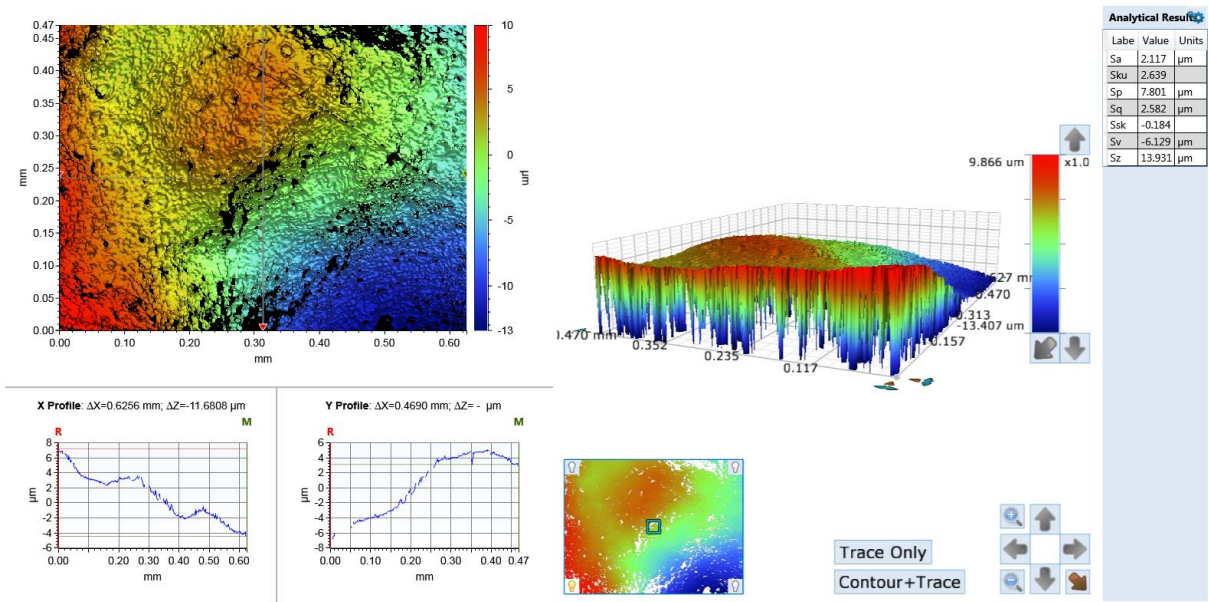 0.47
0.45
0.40
0.35
0.30
0.25
0.20
0.15
0.10
0.05
0.00
mm
0.00 0.10 0.20 0.30 0.40 0.50 0.63
mm
10
5
0
-5
-10
-13
µm
X Profile: ΔX=0.6256 mm; ΔZ=-11.6808 µm
R
M
8
6
4
2
0
-2
-4
-6
µm
0.00 0.10 0.20 0.30 0.40 0.50 0.62
mm
Y Profile: ΔX=0.4690 mm; ΔZ= - µm
R
M
8
6
4
2
0
-2
-4
-6
-8
µm
0.00 0.10 0.20 0.30 0.47
mm
9.866 um
x1.0
-13.407 um
0.470
0.313
0.157
0.352
0.235
0.117
Trace Only
Contour+Trace
Analytical Results
Labe Value Units
Sa 2.117 µm
Sku 2.639
Sp 7.801 µm
Sq 2.582 µm
Ssk -0.184
Sv -6.129 µm
Sz 13.931 µm